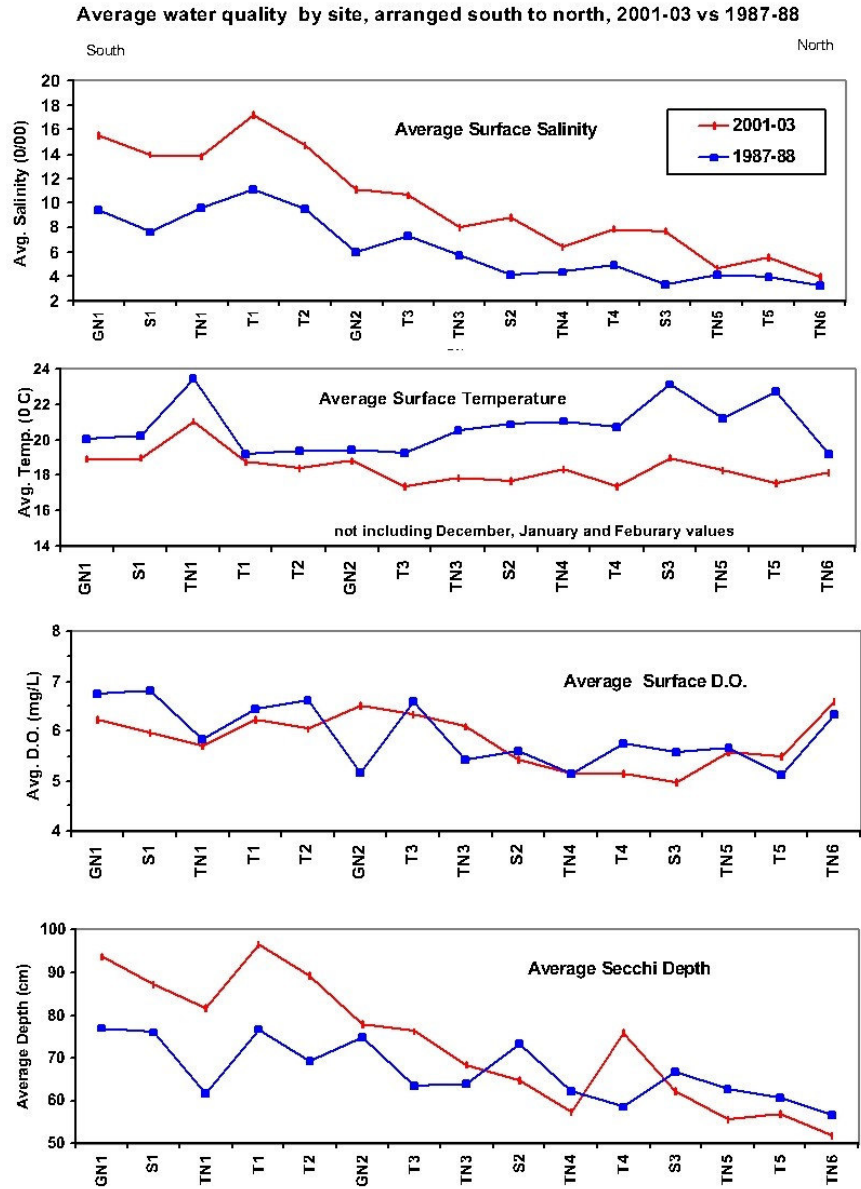 Average water quality by site, arranged south to north, 2001-03 vs 1987-88
South
North
Average Surface Salinity
2001-03
1987-88
Avg. Salinity (0/00)
20
18
16
14
12
10
8
6
4
2
GN1 S1 TN1 T1 T2 GN2 T3 TN3 S2 TN4 T4 S3 TN5 T5 TN6
Average Surface Temperature
Avg. Temp. (0 C)
24
22
20
18
16
14
not including December, January and Feburary values
GN1 S1 TN1 T1 T2 GN2 T3 TN3 S2 TN4 T4 S3 TN5 T5 TN6
Average Surface D.O.
Avg. D.O. (mg/L)
8
7
6
5
4
GN1 S1 TN1 T1 T2 GN2 T3 TN3 S2 TN4 T4 S3 TN5 T5 TN6
Average Secchi Depth
Average Depth (cm)
100
90
80
70
60
50
GN1 S1 TN1 T1 T2 GN2 T3 TN3 S2 TN4 T4 S3 TN5 T5 TN6